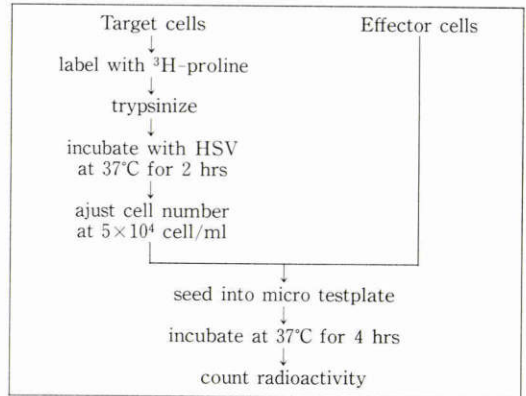 Target cells Effector cells
label with ³H-proline
trypsinize
incubate with HSV
at 37℃ for 2 hrs
ajust cell number
at 5×10⁴ cell/ml
seed into micro testplate
incubate at 37℃ for 4 hrs
count radioactivity